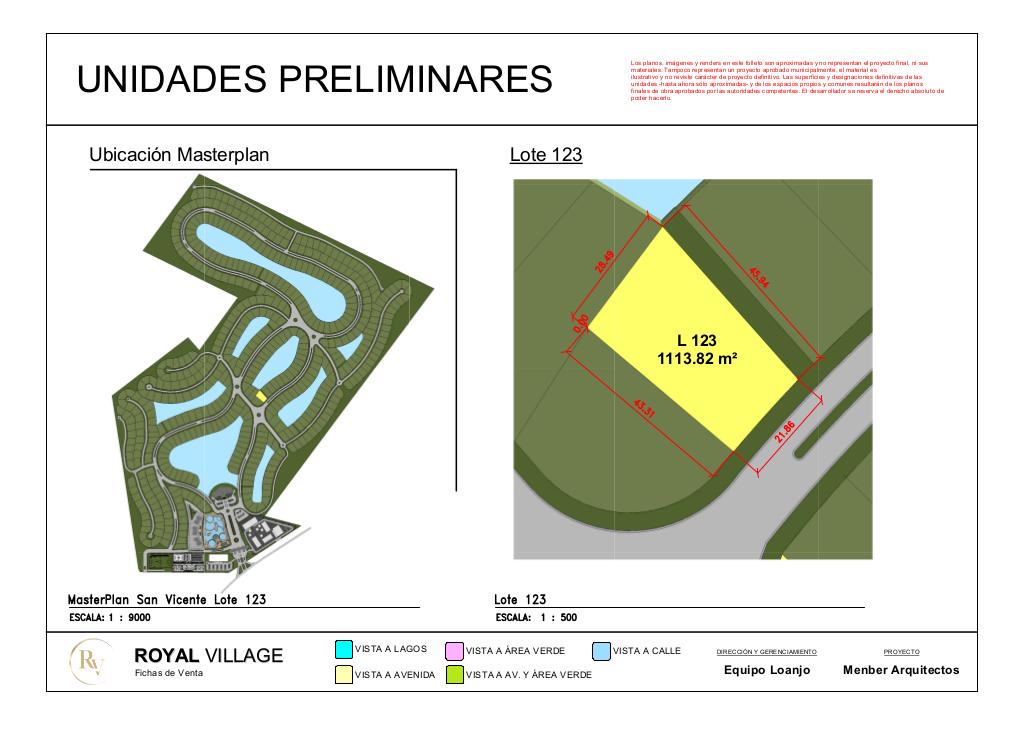 UNIDADES PRELIMINARES
Los planos, imágenes y renders en este folleto son aproximadas y no representan el proyecto final, ni sus
materiales. Tampoco representan un proyecto aprobado municipalmente, el material es
ilustrativo y no reviste carácter de proyecto definitivo. Las superficies y designaciones definitivas de las
unidades -hasta ahora sólo aproximadas- y de los espacios propios y comunes resultarán de los planos
finales de obra aprobados por las autoridades competentes. El desarrollador se reserva el derecho absoluto de
poder hacerlo.
Ubicación Masterplan
Lote 123
28.49
45.94
0.00
L 123
1113.82 m²
43.31
21.86
MasterPlan San Vicente Lote 123
ESCALA: 1 : 9000
Lote 123
ESCALA: 1 : 500
RV
ROYAL VILLAGE
Fichas de Venta
VISTA A LAGOS
VISTA A ÁREA VERDE
VISTA A CALLE
VISTA A AVENIDA
VISTA A AV. Y ÁREA VERDE
DIRECCIÓN Y GERENCIAMIENTO
Equipo Loanjo
PROYECTO
Menber Arquitectos